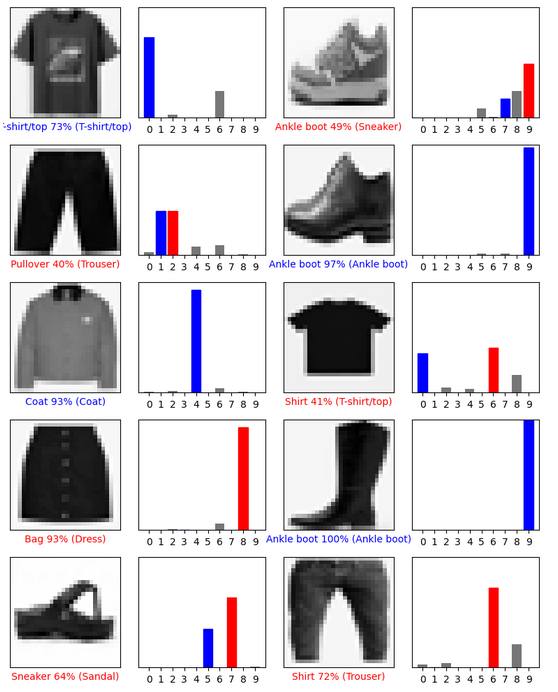 -shirt/top 73% (T-shirt/top)
0 1 2 3 4 5 6 7 8 9
Ankle boot 49% (Sneaker)
0 1 2 3 4 5 6 7 8 9
Pullover 40% (Trouser)
0 1 2 3 4 5 6 7 8 9
Ankle boot 97% (Ankle boot)
0 1 2 3 4 5 6 7 8 9
Coat 93% (Coat)
0 1 2 3 4 5 6 7 8 9
Shirt 41% (T-shirt/top)
0 1 2 3 4 5 6 7 8 9
Bag 93% (Dress)
0 1 2 3 4 5 6 7 8 9
Ankle boot 100% (Ankle boot)
0 1 2 3 4 5 6 7 8 9
Sneaker 64% (Sandal)
0 1 2 3 4 5 6 7 8 9
Shirt 72% (Trouser)
0 1 2 3 4 5 6 7 8 9